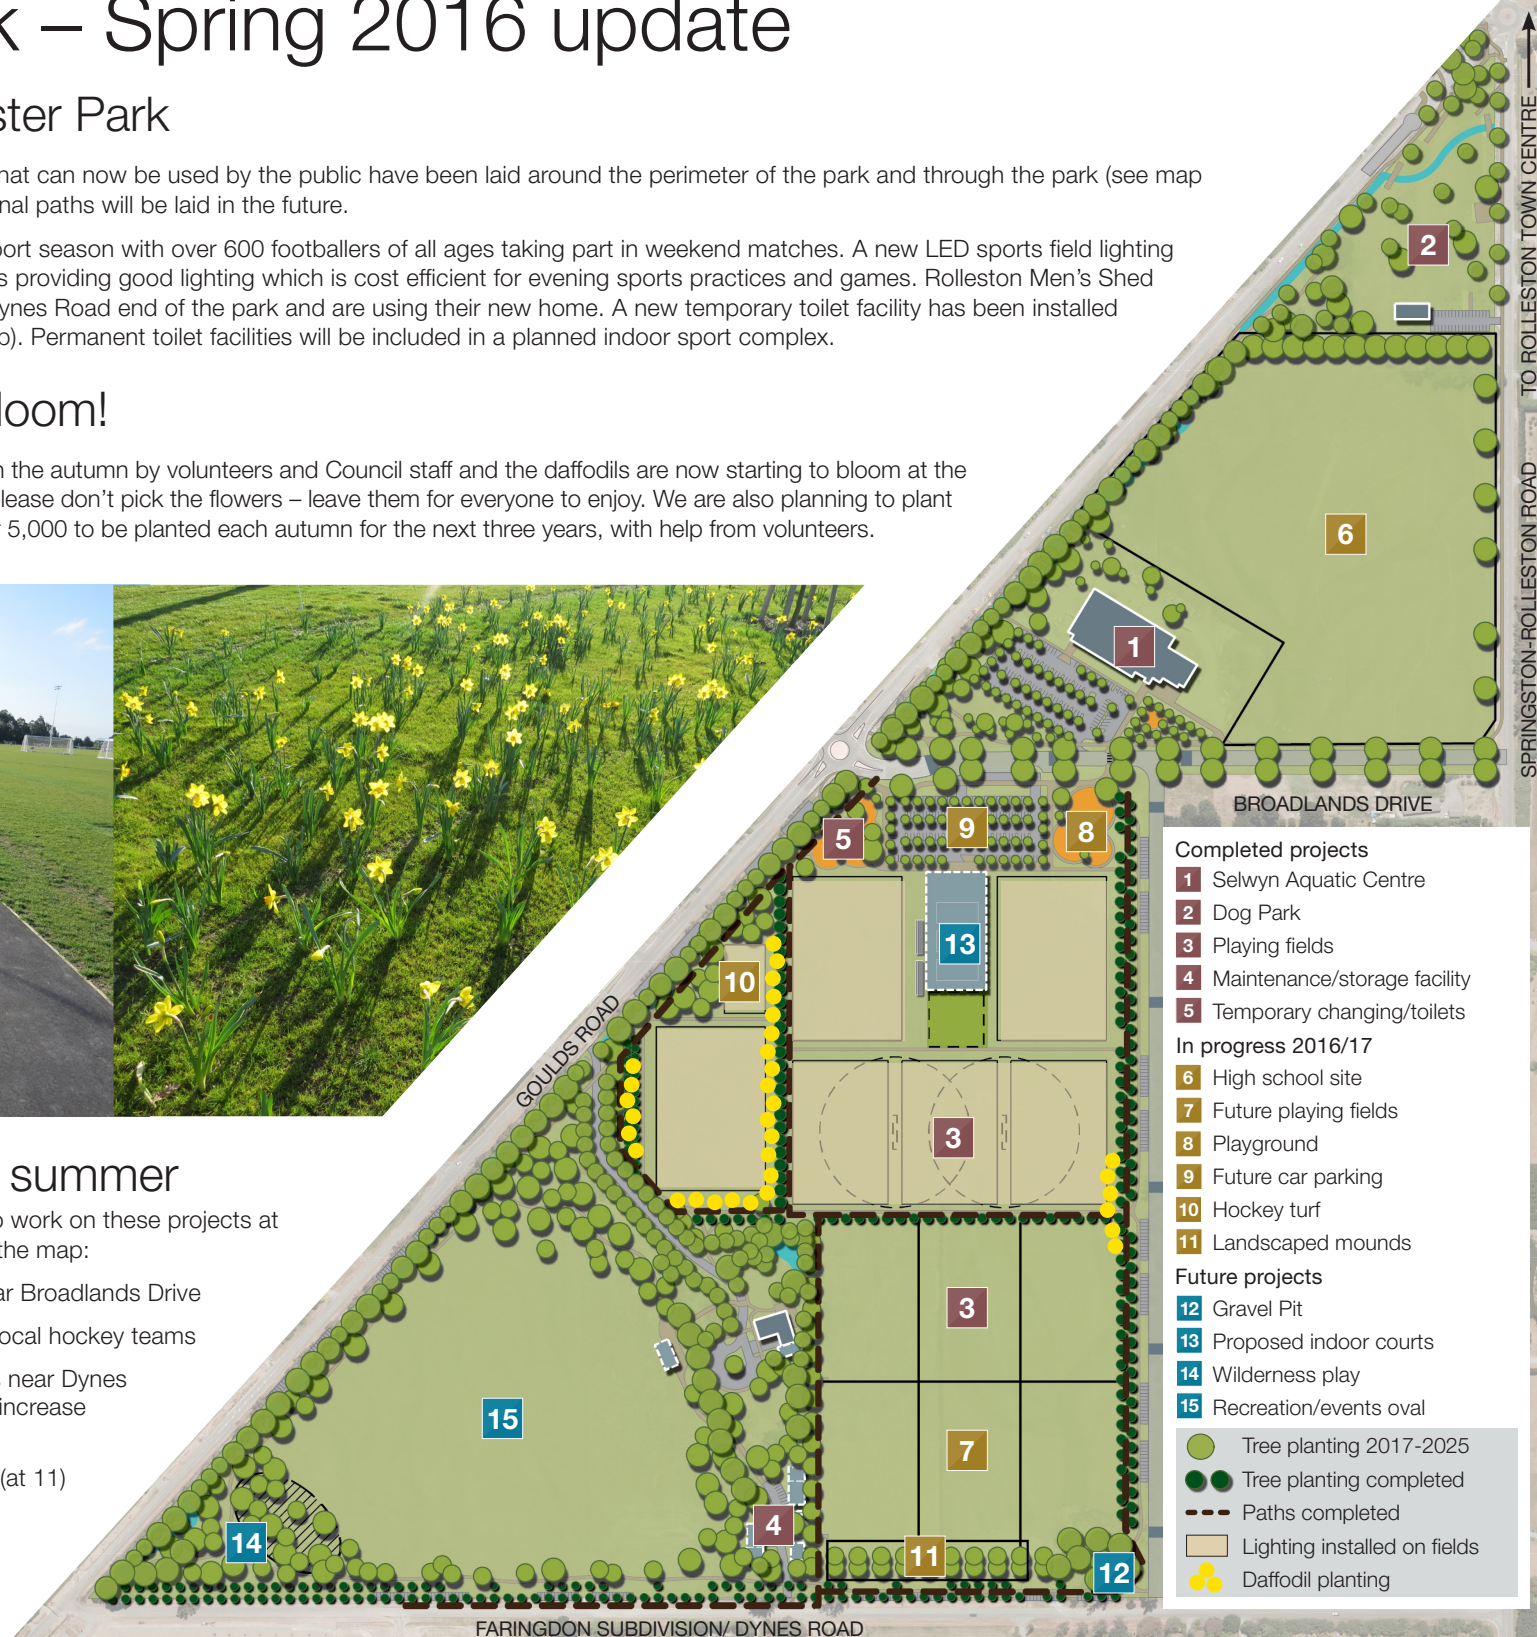 k – Spring 2016 update
ster Park
hat can now be used by the public have been laid around the perimeter of the park and through the park (see map
nal paths will be laid in the future.
port season with over 600 footballers of all ages taking part in weekend matches. A new LED sports field lighting
s providing good lighting which is cost efficient for evening sports practices and games. Rolleston Men's Shed
ynes Road end of the park and are using their new home. A new temporary toilet facility has been installed
p). Permanent toilet facilities will be included in a planned indoor sport complex.
loom!
n the autumn by volunteers and Council staff and the daffodils are now starting to bloom at the
please don't pick the flowers – leave them for everyone to enjoy. We are also planning to plant
r 5,000 to be planted each autumn for the next three years, with help from volunteers.
summer
o work on these projects at
the map:
ar Broadlands Drive
ocal hockey teams
s near Dynes
increase
(at 11)
TO ROLLESTON TOWN CENTRE
SPRINGSTON-ROLLESTON ROAD
BROADLANDS DRIVE
GOULDS ROAD
FARINGDON SUBDIVISION/ DYNES ROAD
2
6
1
5
9
8
13
10
3
3
15
7
4
14
11
12
Completed projects
1 Selwyn Aquatic Centre
2 Dog Park
3 Playing fields
4 Maintenance/storage facility
5 Temporary changing/toilets
In progress 2016/17
6 High school site
7 Future playing fields
8 Playground
9 Future car parking
10 Hockey turf
11 Landscaped mounds
Future projects
12 Gravel Pit
13 Proposed indoor courts
14 Wilderness play
15 Recreation/events oval
Tree planting 2017-2025
Tree planting completed
Paths completed
Lighting installed on fields
Daffodil planting